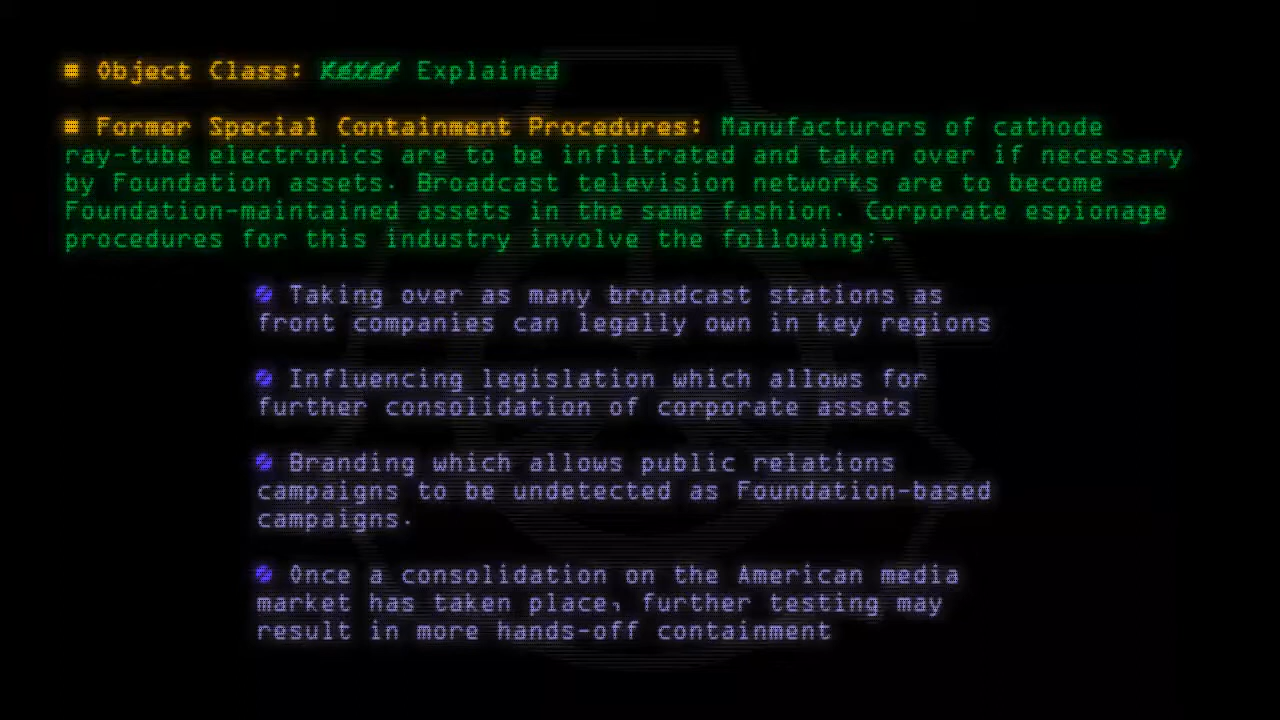 ■ Object Class: Keter Explained
■ Former Special Containment Procedures: Manufacturers of cathode
ray-tube electronics are to be infiltrated and taken over if necessary
by Foundation assets. Broadcast television networks are to become
Foundation-maintained assets in the same fashion. Corporate espionage
procedures for this industry involve the following:-
● Taking over as many broadcast stations as
front companies can legally own in key regions
● Influencing legislation which allows for
further consolidation of corporate assets
● Branding which allows public relations
campaigns to be undetected as Foundation-based
campaigns.
● Once a consolidation on the American media
market has taken place, further testing may
result in more hands-off containment